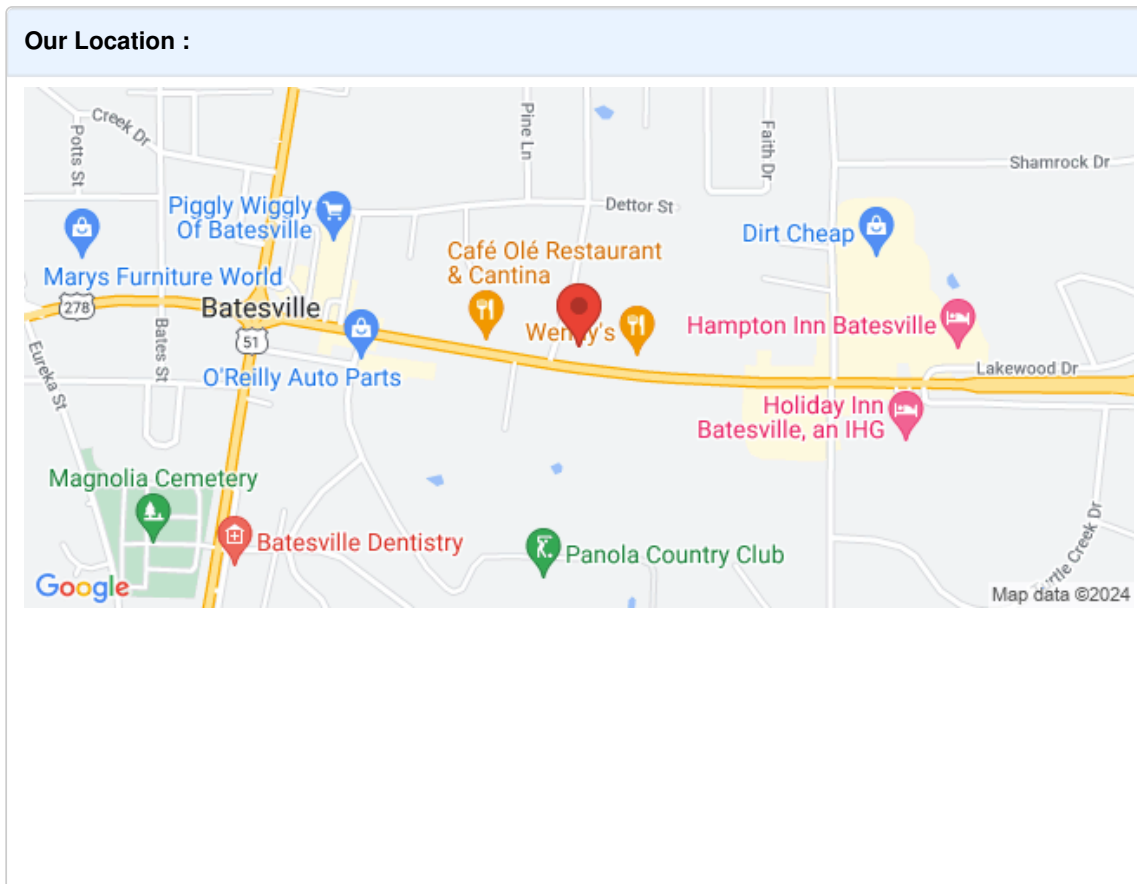 Our Location :
Creek Dr
Potts St
Pine Ln
Faith Dr
Shamrock Dr
Piggly Wiggly
Of Batesville
Dettor St
Dirt Cheap
Marys Furniture World
Café Olé Restaurant
& Cantina
278
Batesville
Wendy's
Hampton Inn Batesville
51
Bates St
Eureka St
O'Reilly Auto Parts
Lakewood Dr
Holiday Inn
Batesville, an IHG
Magnolia Cemetery
Batesville Dentistry
Panola Country Club
Turtle Creek Dr
Google
Map data ©2024